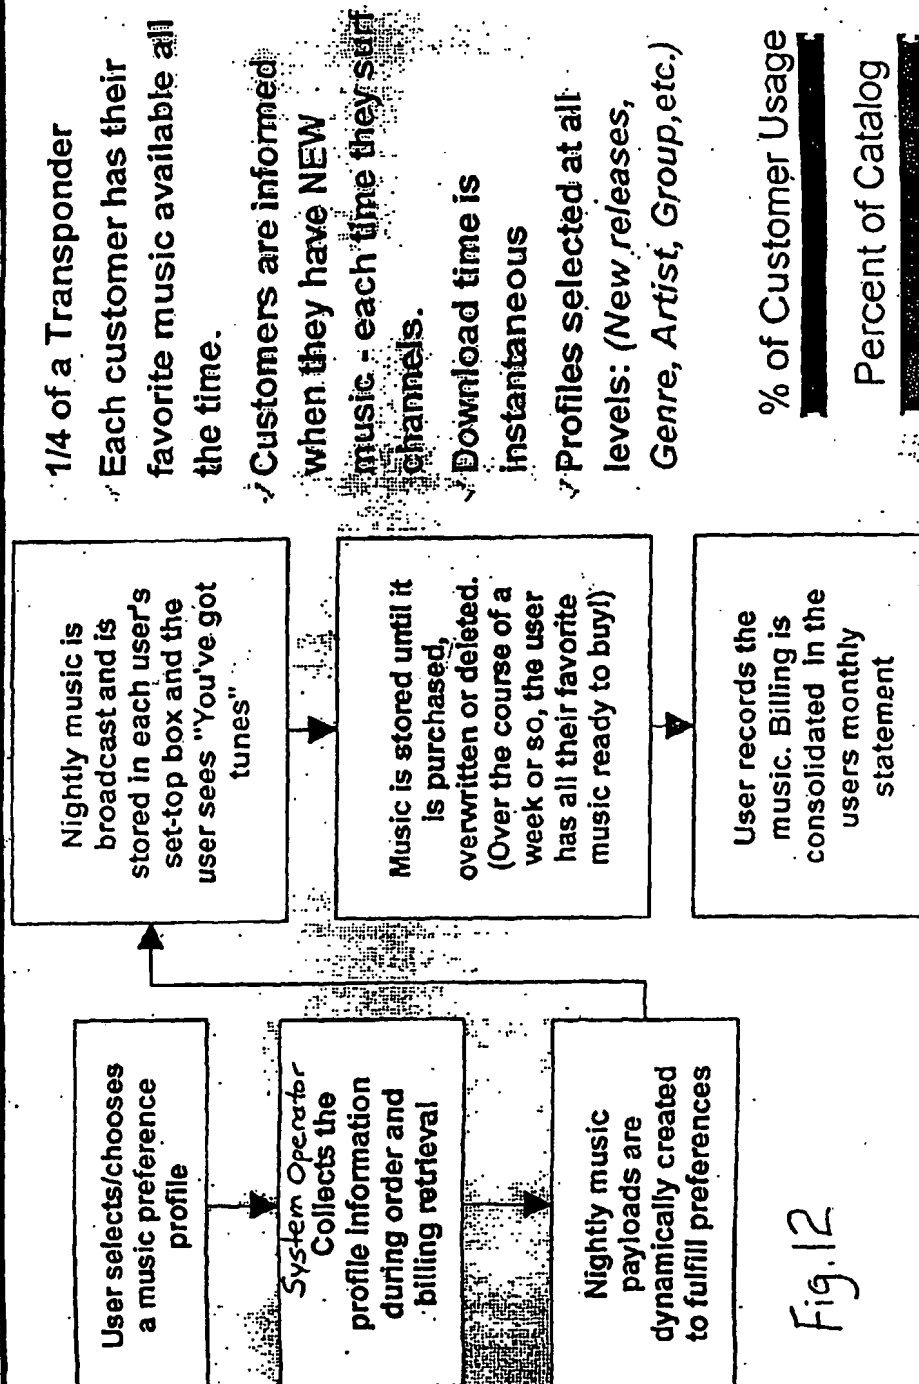 User selects/chooses
a music preference
profile
System Operator
Collects the
profile information
during order and
billing retrieval
Nightly music
payloads are
dynamically created
to fulfill preferences
Nightly music is
broadcast and is
stored in each user's
set-top box and the
user sees "You've got
tunes"
Music is stored until it
is purchased,
overwritten or deleted.
(Over the course of a
week or so, the user
has all their favorite
music ready to buy!)
User records the
music. Billing is
consolidated in the
users monthly
statement
1/4 of a Transponder
Each customer has their
favorite music available all
the time.
Customers are informed
when they have NEW
music - each time they surf
channels.
Download time is
instantaneous
Profiles selected at all
levels: (New releases,
Genre, Artist, Group,etc.)
% of Customer Usage
Percent of Catalog
Fig.12